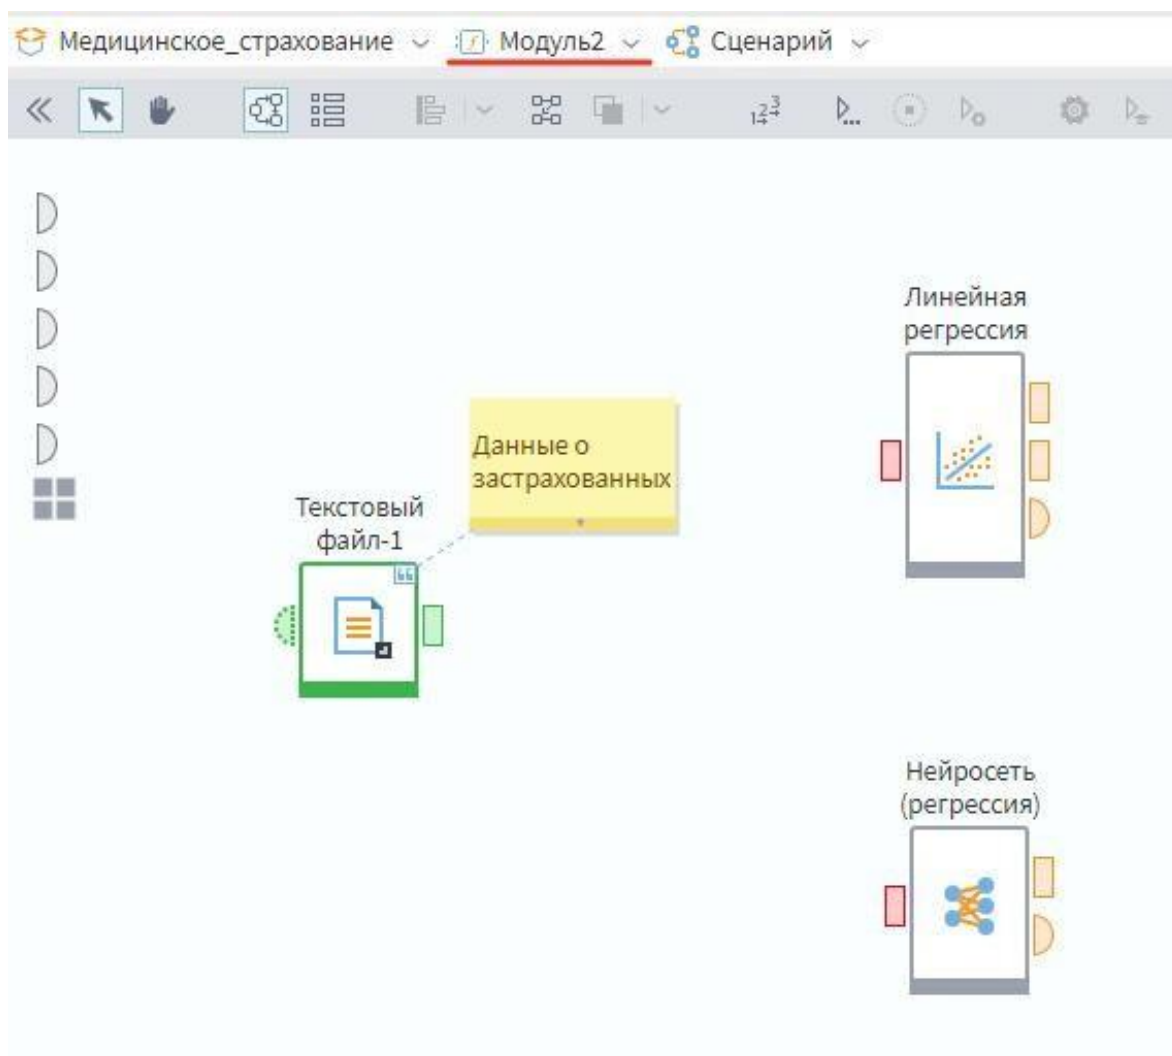 Медицинское_страхование Модуль2 Сценарий
Линейная
регрессия
Данные о
застрахованных
Текстовый
файл-1
Нейросеть
(регрессия)